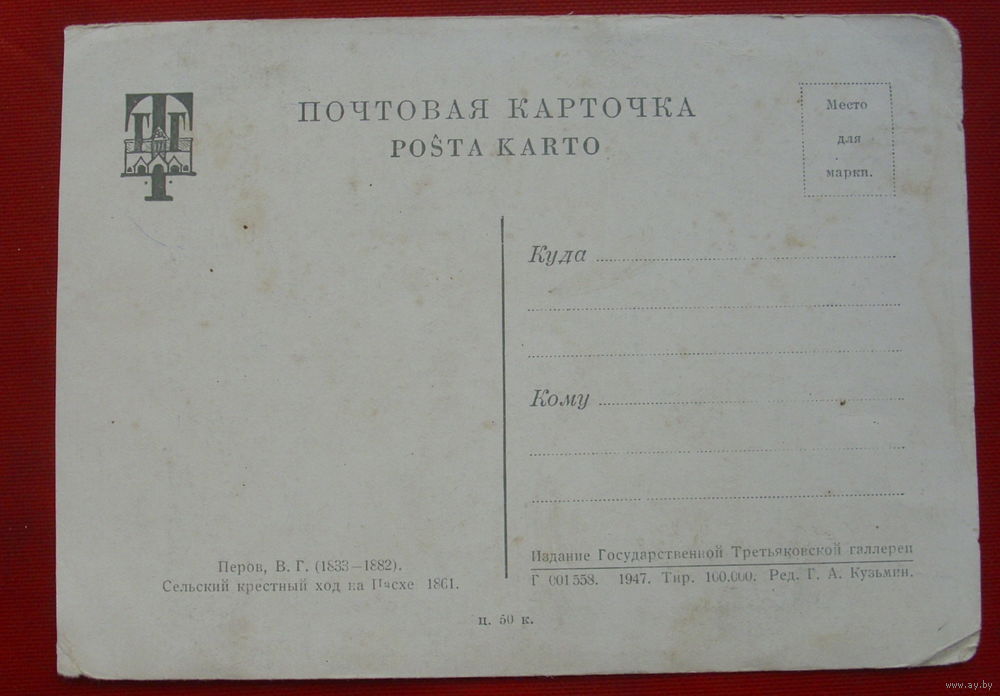 ПОЧТОВАЯ КАРТОЧКА
POŜTA KARTO
Место
для
марки.
Куда
Кому
Перов, В. Г. (1833—1882).
Сельский крестный ход на Пасхе 1861.
Издание Государственной Третьяковской галлереи
Г 001558. 1947. Тир. 100.000. Ред. Г. А. Кузьмин.
ц. 50 к.
www.ay.by